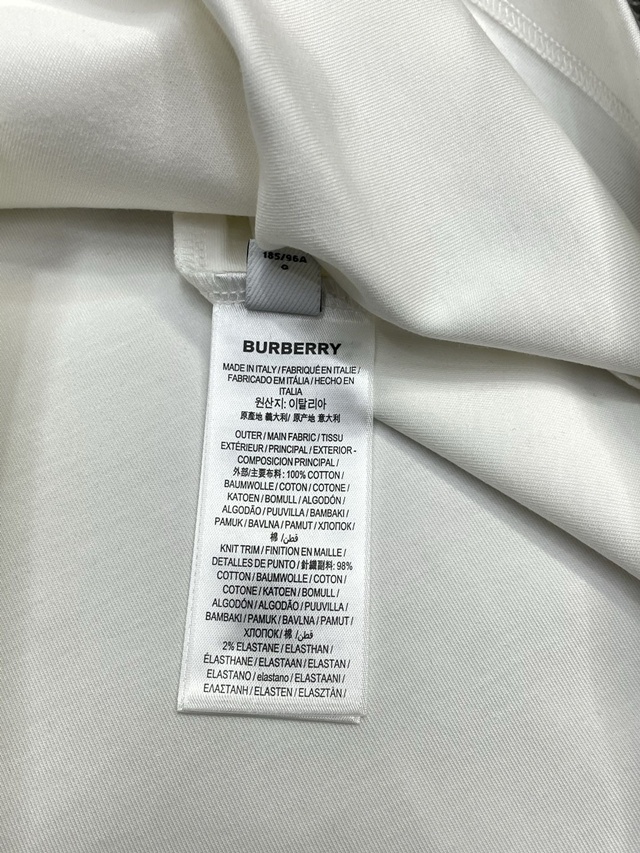 185/96A
BURBERRY
MADE IN ITALY / FABRIQUÉ EN ITALIE /
FABRICADO EM ITÁLIA / HECHO EN
ITALIA
원산지: 이탈리아
原產地 義大利/ 原产地 意大利
OUTER / MAIN FABRIC / TISSU
EXTÉRIEUR / PRINCIPAL / EXTERIOR -
COMPOSICION PRINCIPAL /
外部/主要布料: 100% COTTON /
BAUMWOLLE / COTON / COTONE /
KATOEN / BOMULL / ALGODÓN /
ALGODÃO / PUUVILLA / BAMBAKI /
PAMUK / BAVLNA / PAMUT / ХЛОПОК /
棉 /قطن
KNIT TRIM / FINITION EN MAILLE /
DETALLES DE PUNTO / 針織副料: 98%
COTTON / BAUMWOLLE / COTON /
COTONE / KATOEN / BOMULL /
ALGODÓN / ALGODÃO / PUUVILLA /
BAMBAKI / PAMUK / BAVLNA / PAMUT /
ХЛОПОК / 棉 /قطن
2% ELASTANE / ELASTHAN /
ÉLASTHANE / ELASTAAN / ELASTAN /
ELASTANO / elastano / ELASTAANI /
ΕΛΑΣΤΑΝΗ / ELASTEN / ELASZTÁN /